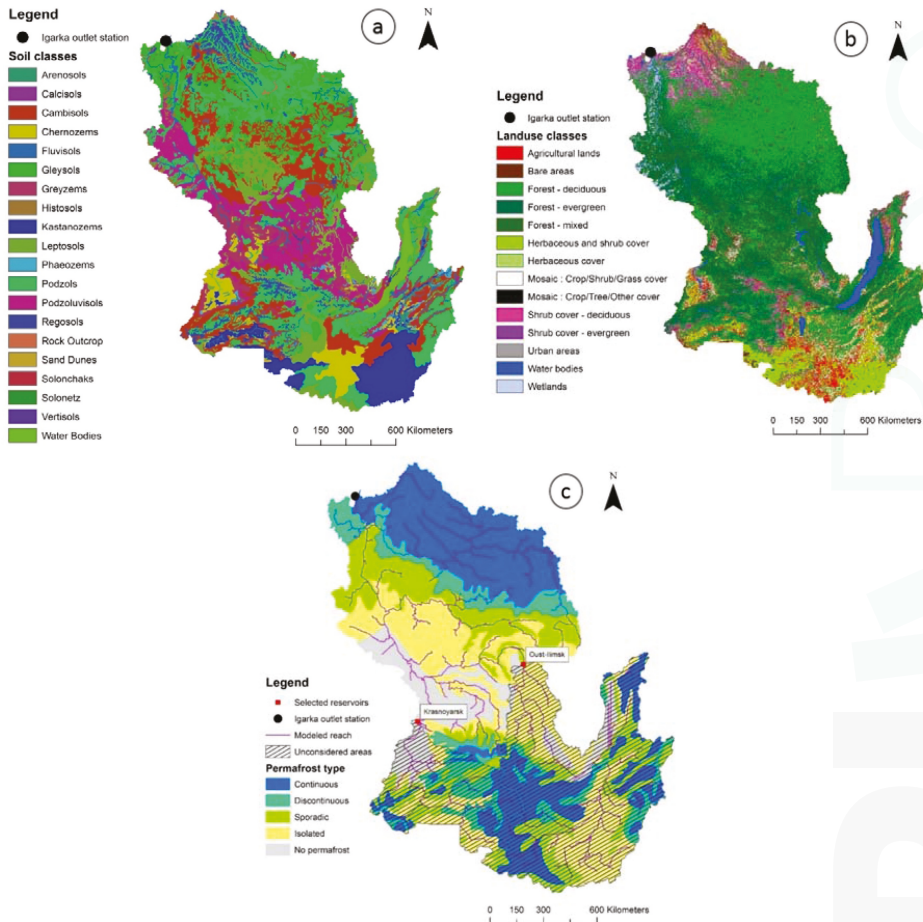 Legend
Igarka outlet station
Soil classes
Arenosols
Calcisols
Cambisols
Chernozems
Fluvisols
Gleysols
Greyzems
Histosols
Kastanozems
Leptosols
Phaeozems
Podzols
Podzoluvisols
Regosols
Rock Outcrop
Sand Dunes
Solonchaks
Solonetz
Vertisols
Water Bodies
a
N
0 150 300 600 Kilometers
b
N
Legend
Igarka outlet station
Landuse classes
Agricultural lands
Bare areas
Forest - deciduous
Forest - evergreen
Forest - mixed
Herbaceous and shrub cover
Herbaceous cover
Mosaic : Crop/Shrub/Grass cover
Mosaic : Crop/Tree/Other cover
Shrub cover - deciduous
Shrub cover - evergreen
Urban areas
Water bodies
Wetlands
0 150 300 600 Kilometers
c
N
Oust-Ilimsk
Krasnoyarsk
Legend
Selected reservoirs
Igarka outlet station
Modeled reach
Unconsidered areas
Permafrost type
Continuous
Discontinuous
Sporadic
Isolated
No permafrost
0 150 300 600 Kilometers